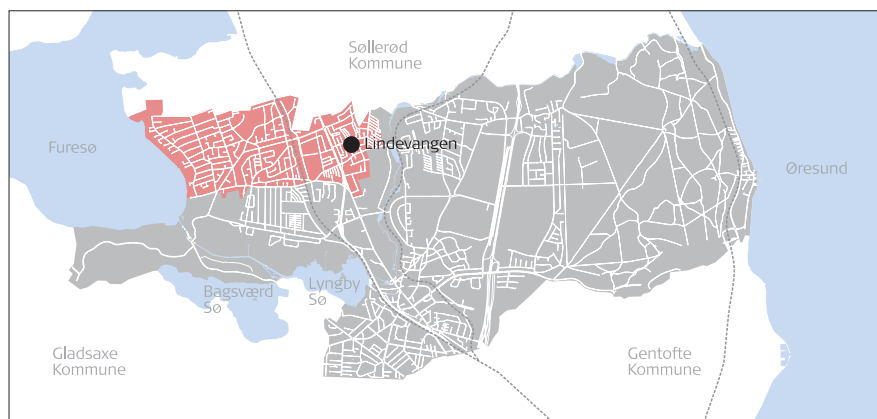 Søllerød
Kommune
Furesø
Lindevangen
Øresund
Bagsværd
Sø
Lyngby
Sø
Gladsaxe
Kommune
Gentofte
Kommune